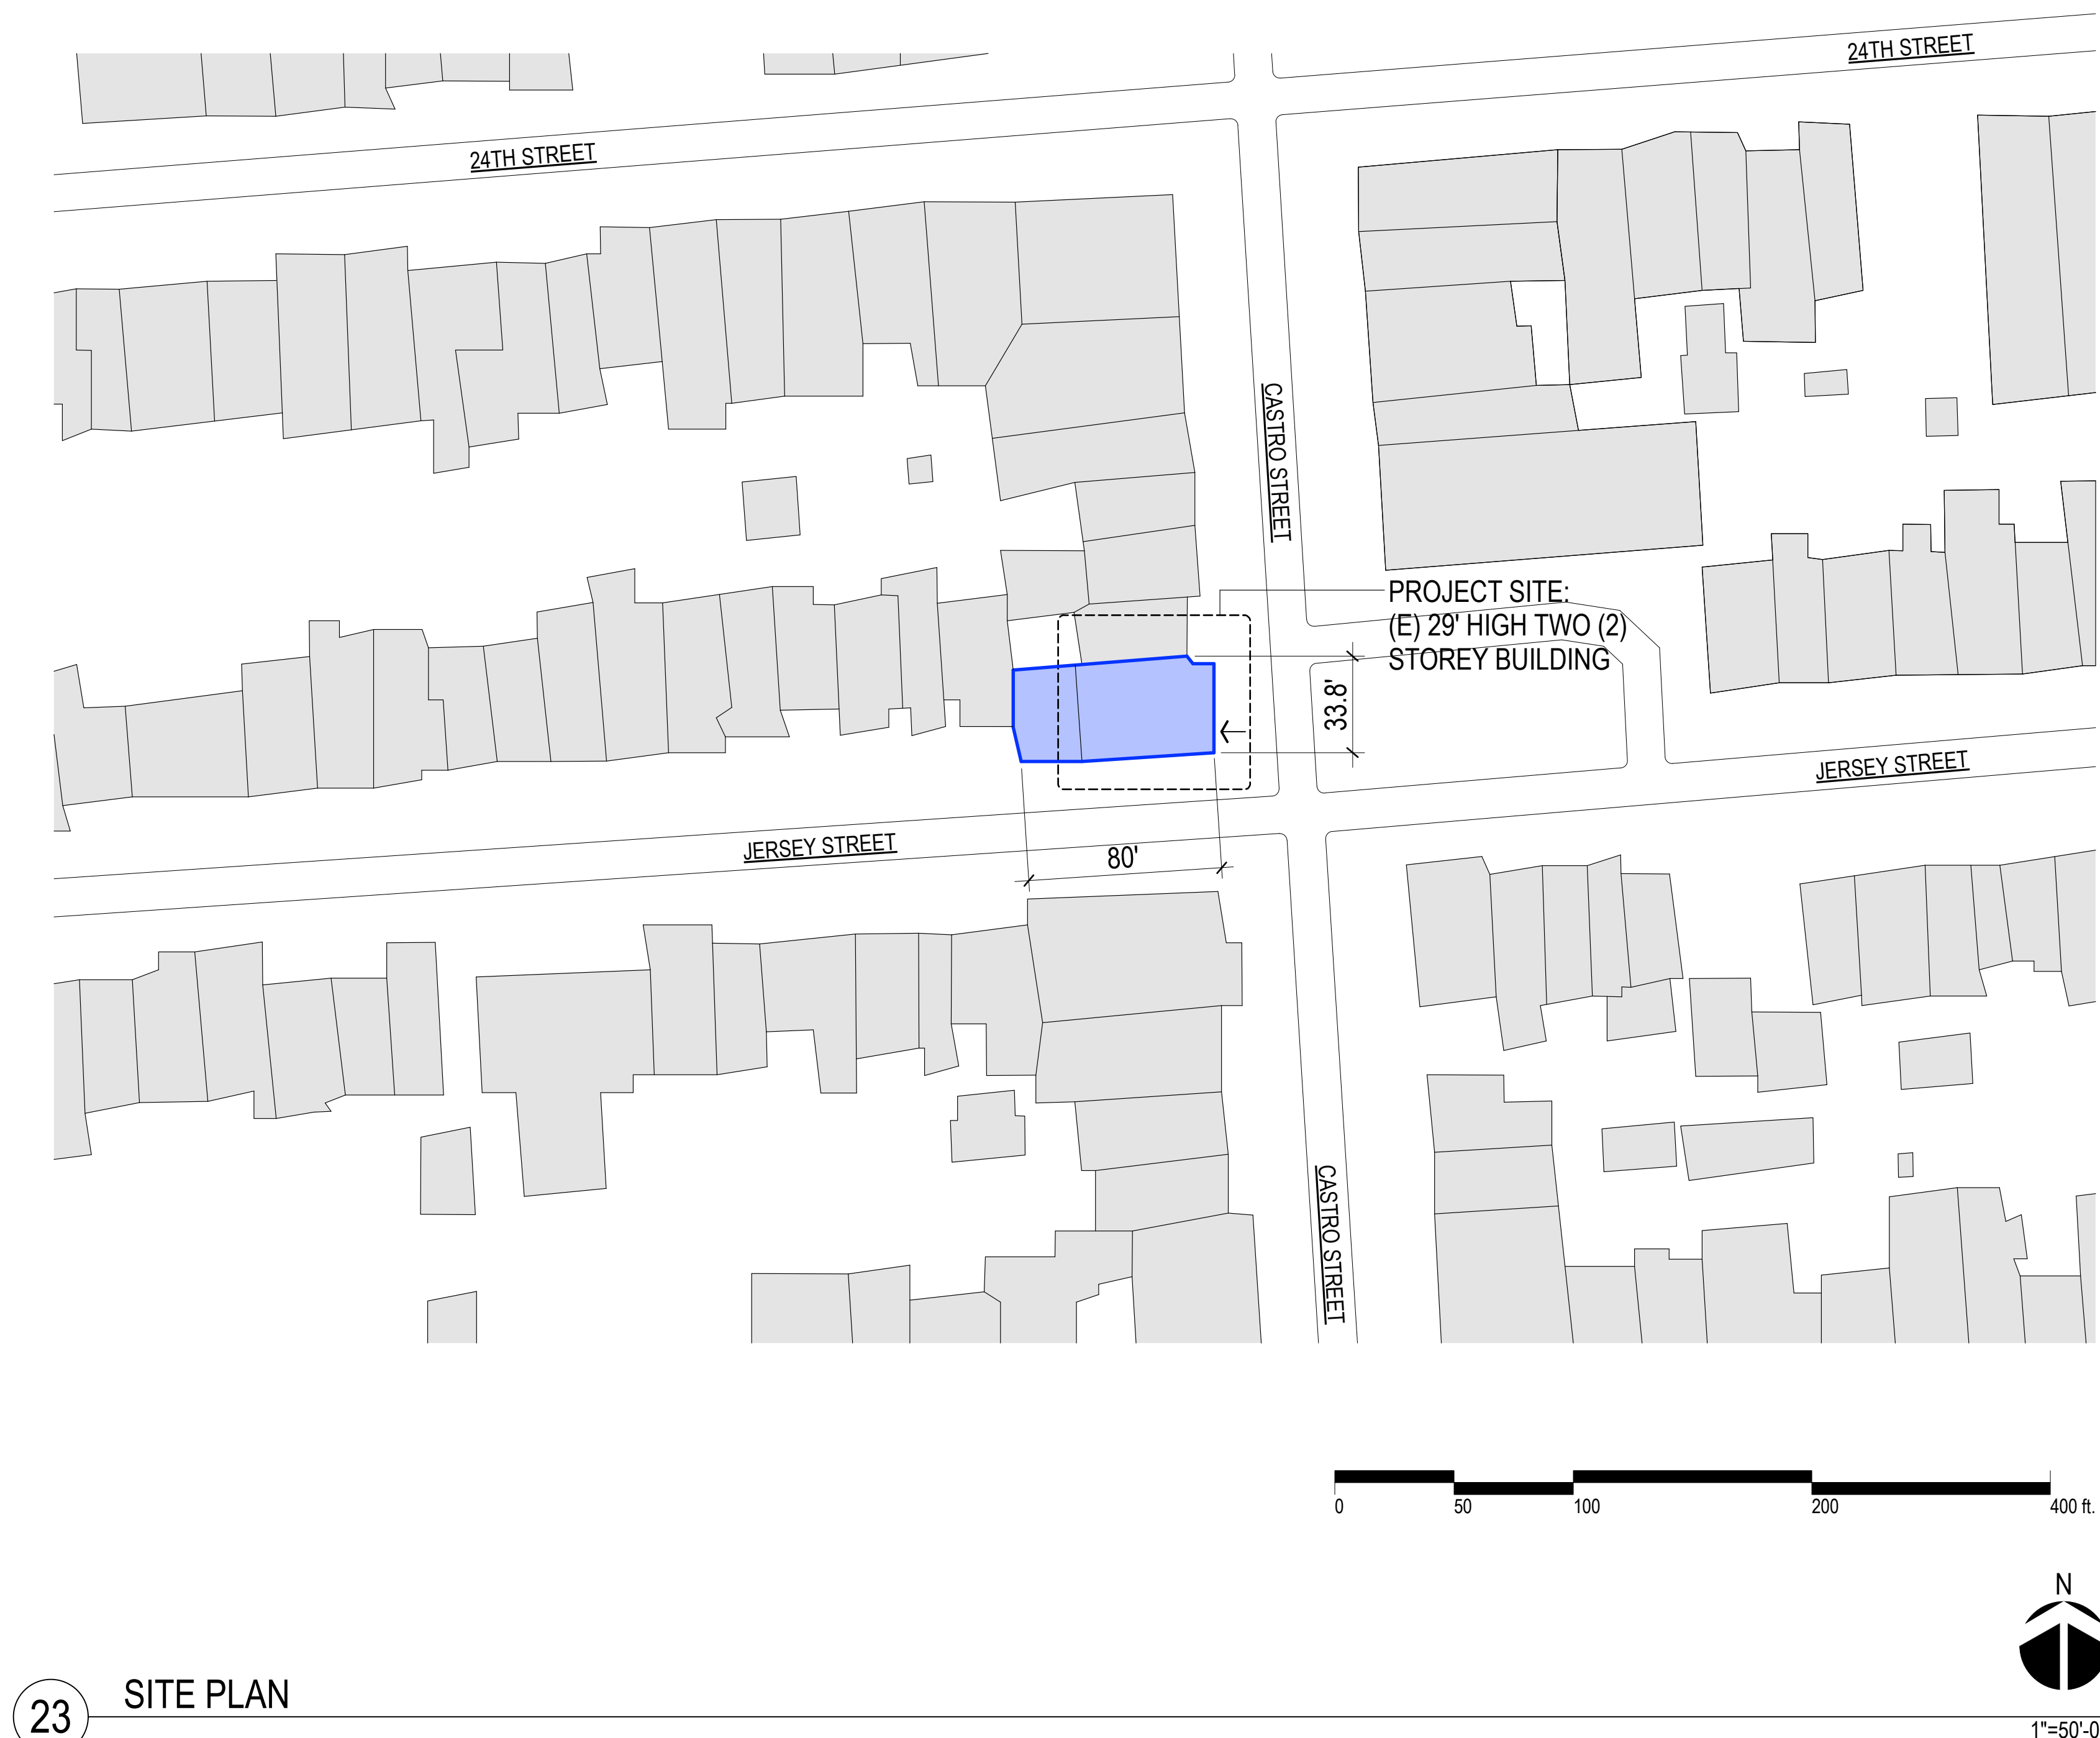 24TH STREET
24TH STREET
CASTRO STREET
PROJECT SITE:
(E) 29' HIGH TWO (2)
STOREY BUILDING
33.8'
JERSEY STREET
JERSEY STREET
80'
CASTRO STREET
0 50 100 200 400 ft.
N
SITE PLAN
23
1"=50'-0